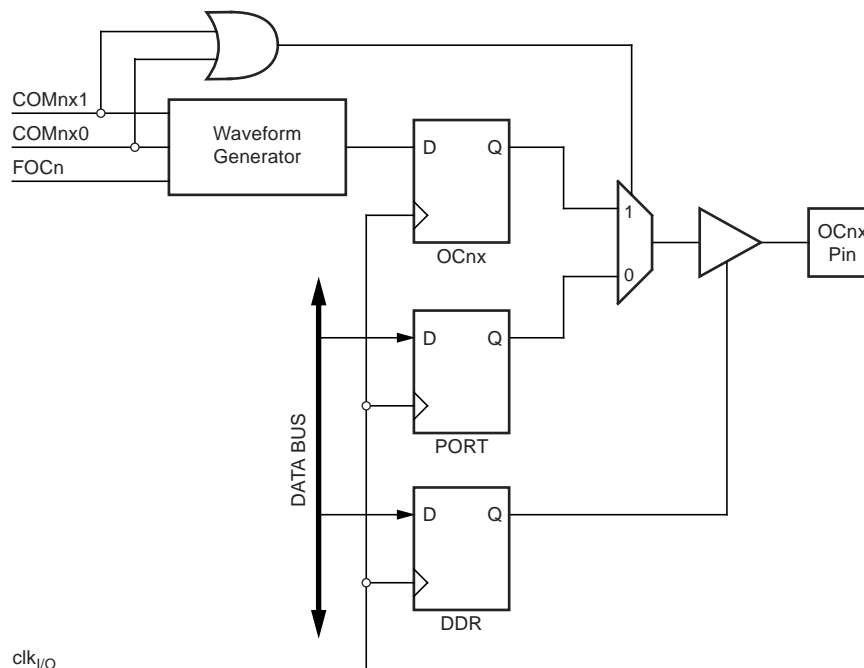 COMnx1
COMnx0
FOCn
Waveform
Generator
D
Q
OCnx
1
0
OCnx
Pin
D
Q
PORT
DATA BUS
D
Q
DDR
clkI/O